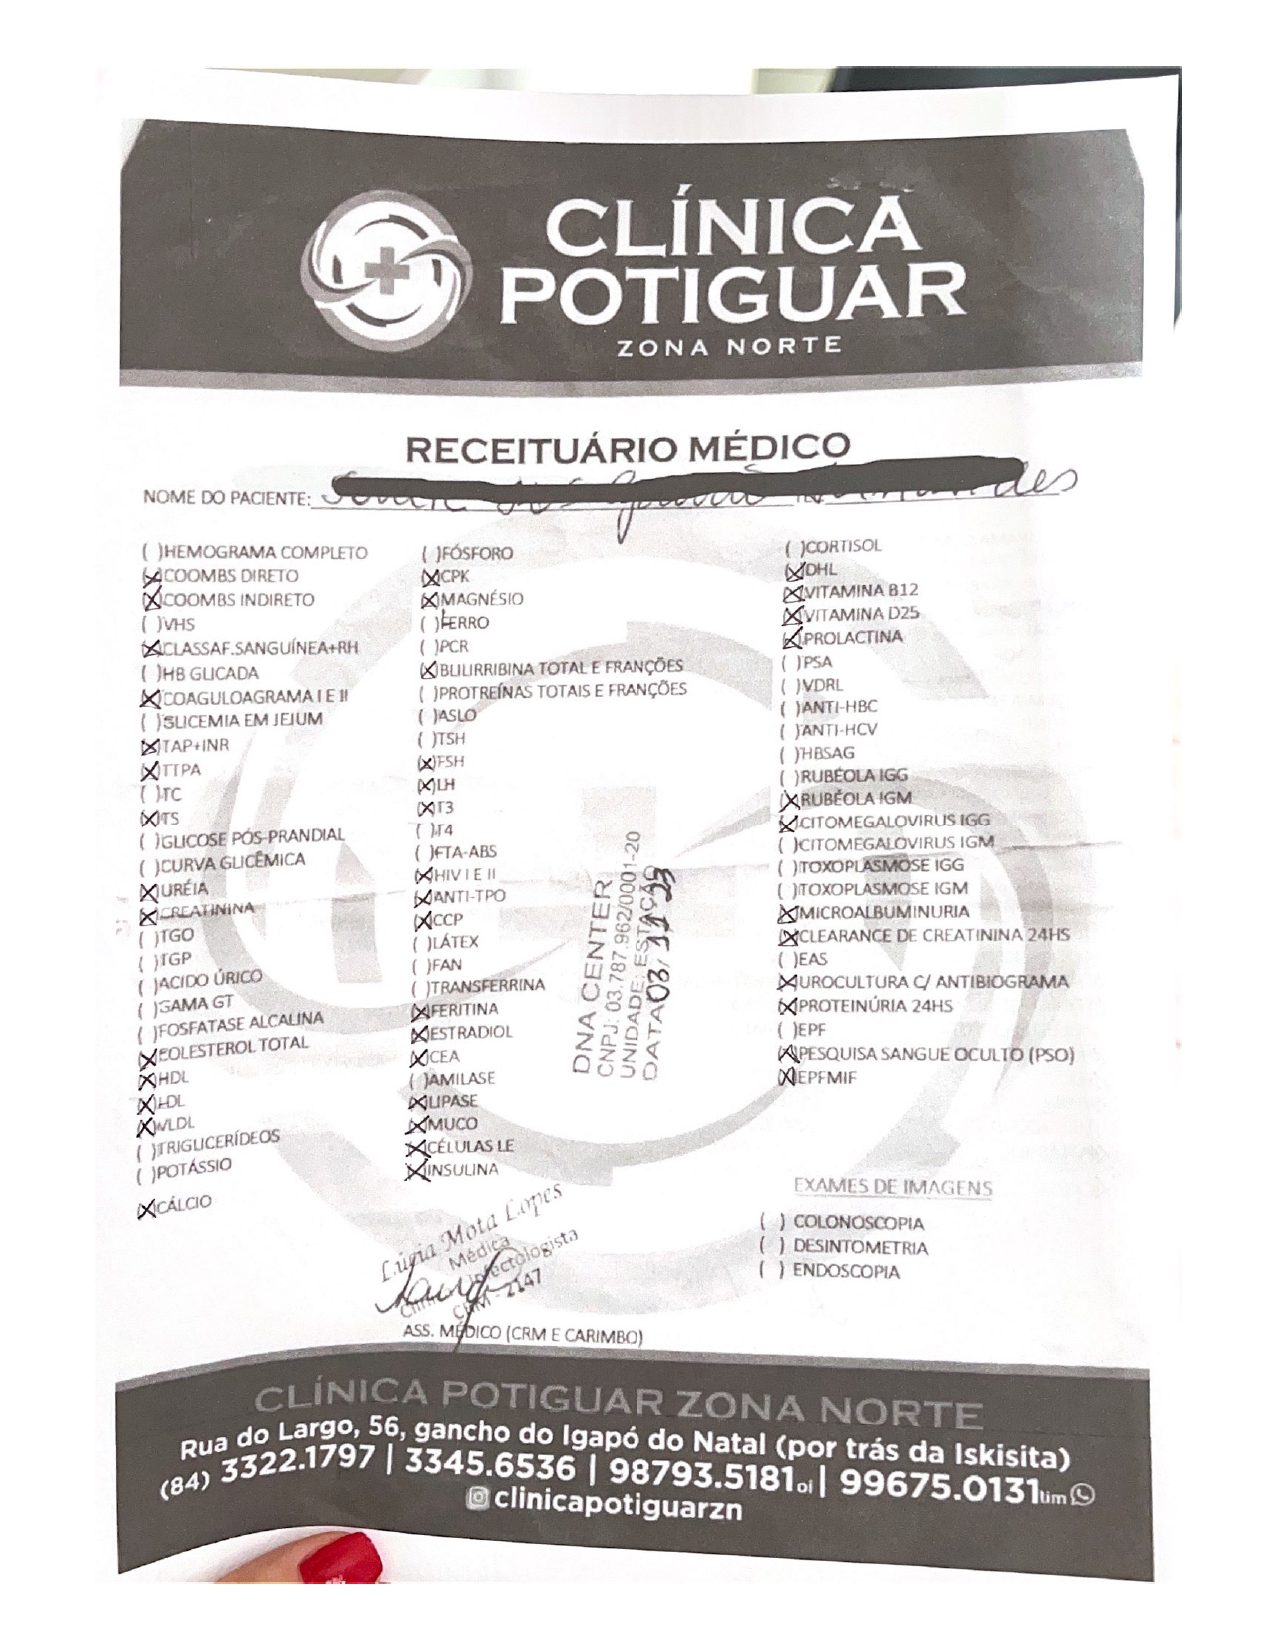 CLÍNICA
POTIGUAR
ZONA NORTE
RECEITUÁRIO MÉDICO
NOME DO PACIENTE:
( )HEMOGRAMA COMPLETO
(X)COOMBS DIRETO
(X)COOMBS INDIRETO
( )VHS
(X)CLASSAF.SANGUÍNEA+RH
( )HB GLICADA
(X)COAGULOAGRAMA I E II
( )SLICEMIA EM JEJUM
(X)TAP+INR
(X)TTPA
( )TC
(X)TS
( )GLICOSE PÓS-PRANDIAL
( )CURVA GLICÊMICA
(X)URÉIA
(X)CREATININA
( )TGO
( )TGP
( )ACIDO ÚRICO
( )GAMA GT
( )FOSFATASE ALCALINA
(X)COLESTEROL TOTAL
(X)HDL
(X)LDL
(X)VLDL
( )TRIGLICERÍDEOS
( )POTÁSSIO
(X)CÁLCIO
( )FÓSFORO
(X)CPK
(X)MAGNÉSIO
( )FERRO
( )PCR
(X)BULIRRIBINA TOTAL E FRANÇÕES
( )PROTREÍNAS TOTAIS E FRANÇÕES
( )ASLO
( )TSH
(X)FSH
(X)LH
(X)T3
( )T4
( )FTA-ABS
(X)HIV I E II
(X)ANTI-TPO
(X)CCP
( )LÁTEX
( )FAN
( )TRANSFERRINA
(X)FERITINA
(X)ESTRADIOL
(X)CEA
( )AMILASE
(X)LIPASE
(X)MUCO
(X)CÉLULAS LE
(X)INSULINA
( )CORTISOL
(X)DHL
(X)VITAMINA B12
(X)VITAMINA D25
(X)PROLACTINA
( )PSA
( )VDRL
( )ANTI-HBC
( )ANTI-HCV
( )HBSAG
( )RUBÉOLA IGG
(X)RUBÉOLA IGM
(X)CITOMEGALOVIRUS IGG
( )CITOMEGALOVIRUS IGM
( )TOXOPLASMOSE IGG
( )TOXOPLASMOSE IGM
(X)MICROALBUMINURIA
(X)CLEARANCE DE CREATININA 24HS
( )EAS
(X)UROCULTURA C/ ANTIBIOGRAMA
(X)PROTEINÚRIA 24HS
( )EPF
(X)PESQUISA SANGUE OCULTO (PSO)
(X)EPFMIF
DNA CENTER
CNPJ: 03.787.962/0001-20
UNIDADE: ESTAÇÃO
DATA 03/11/23
EXAMES DE IMAGENS
( ) COLONOSCOPIA
( ) DESINTOMETRIA
( ) ENDOSCOPIA
Lúgia Mota Lopes
Médica
Infectologista
CRM - 2147
ASS. MÉDICO (CRM E CARIMBO)
CLÍNICA POTIGUAR ZONA NORTE
Rua do Largo, 56, gancho do Igapó do Natal (por trás da Iskisita)
(84) 3322.1797 | 3345.6536 | 98793.5181 oi | 99675.0131 tim
clinicapotiguarzn